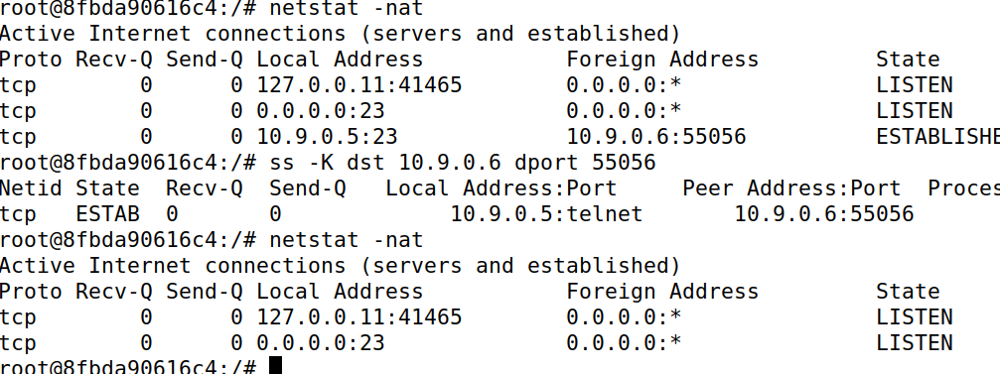 root@8fbda90616c4:/# netstat -nat
Active Internet connections (servers and established)
Proto Recv-Q Send-Q Local Address           Foreign Address         State
tcp        0      0 127.0.0.11:41465        0.0.0.0:*               LISTEN
tcp        0      0 0.0.0.0:23              0.0.0.0:*               LISTEN
tcp        0      0 10.9.0.5:23             10.9.0.6:55056          ESTABLISHE
root@8fbda90616c4:/# ss -K dst 10.9.0.6 dport 55056
Netid State  Recv-Q  Send-Q   Local Address:Port     Peer Address:Port  Proces
tcp   ESTAB  0       0             10.9.0.5:telnet       10.9.0.6:55056
root@8fbda90616c4:/# netstat -nat
Active Internet connections (servers and established)
Proto Recv-Q Send-Q Local Address           Foreign Address         State
tcp        0      0 127.0.0.11:41465        0.0.0.0:*               LISTEN
tcp        0      0 0.0.0.0:23              0.0.0.0:*               LISTEN
root@8fbda90616c4:/#